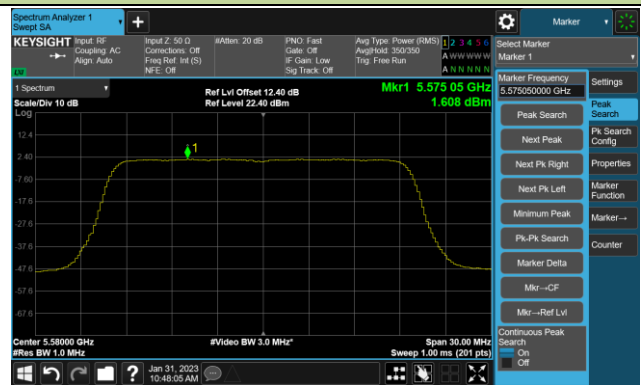 Spectrum Analyzer 1
Swept SA
+
Marker
KEYSIGHT
Input: RF
Coupling: AC
Align: Auto
Input Z: 50 Ω
Corrections: Off
Freq Ref: Int (S)
NFE: Off
#Atten: 20 dB
PNO: Fast
Gate: Off
IF Gain: Low
Sig Track: Off
Avg Type: Power (RMS)
Avg|Hold: 350/350
Trig: Free Run
1 2 3 4 5 6
A W W W W W
A N N N N N
Select Marker
Marker 1
1 Spectrum
Scale/Div 10 dB
Log
Ref Lvl Offset 12.40 dB
Ref Level 22.40 dBm
Mkr1 5.575 05 GHz
1.608 dBm
12.4
2.40
-7.60
-17.6
-27.6
-37.6
-47.6
-57.6
-67.6
1
Center 5.58000 GHz
#Res BW 1.0 MHz
#Video BW 3.0 MHz*
Span 30.00 MHz
Sweep 1.00 ms (201 pts)
Marker Frequency
5.575050000 GHz
Peak Search
Next Peak
Next Pk Right
Next Pk Left
Minimum Peak
Pk-Pk Search
Marker Delta
Mkr→CF
Mkr→Ref Lvl
Continuous Peak
Search
On
Off
Settings
Peak
Search
Pk Search
Config
Properties
Marker
Function
Marker→
Counter
?
Jan 31, 2023
10:48:05 AM